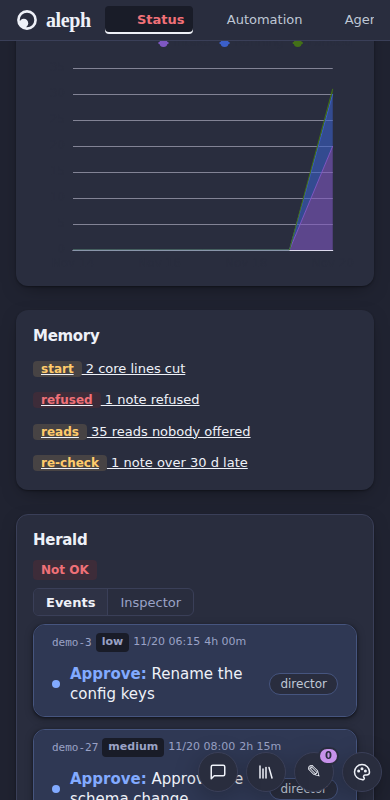 aleph Status Automation Agen
Memory
start 2 core lines cut
refused 1 note refused
reads 35 reads nobody offered
re-check 1 note over 30 d late
Herald
Not OK
Events Inspector
demo-3 low 11/20 06:15 4h 00m
Approve: Rename the
config keys
director
demo-27 medium 11/20 08:00 2h 15m
0
Approve:
schema change